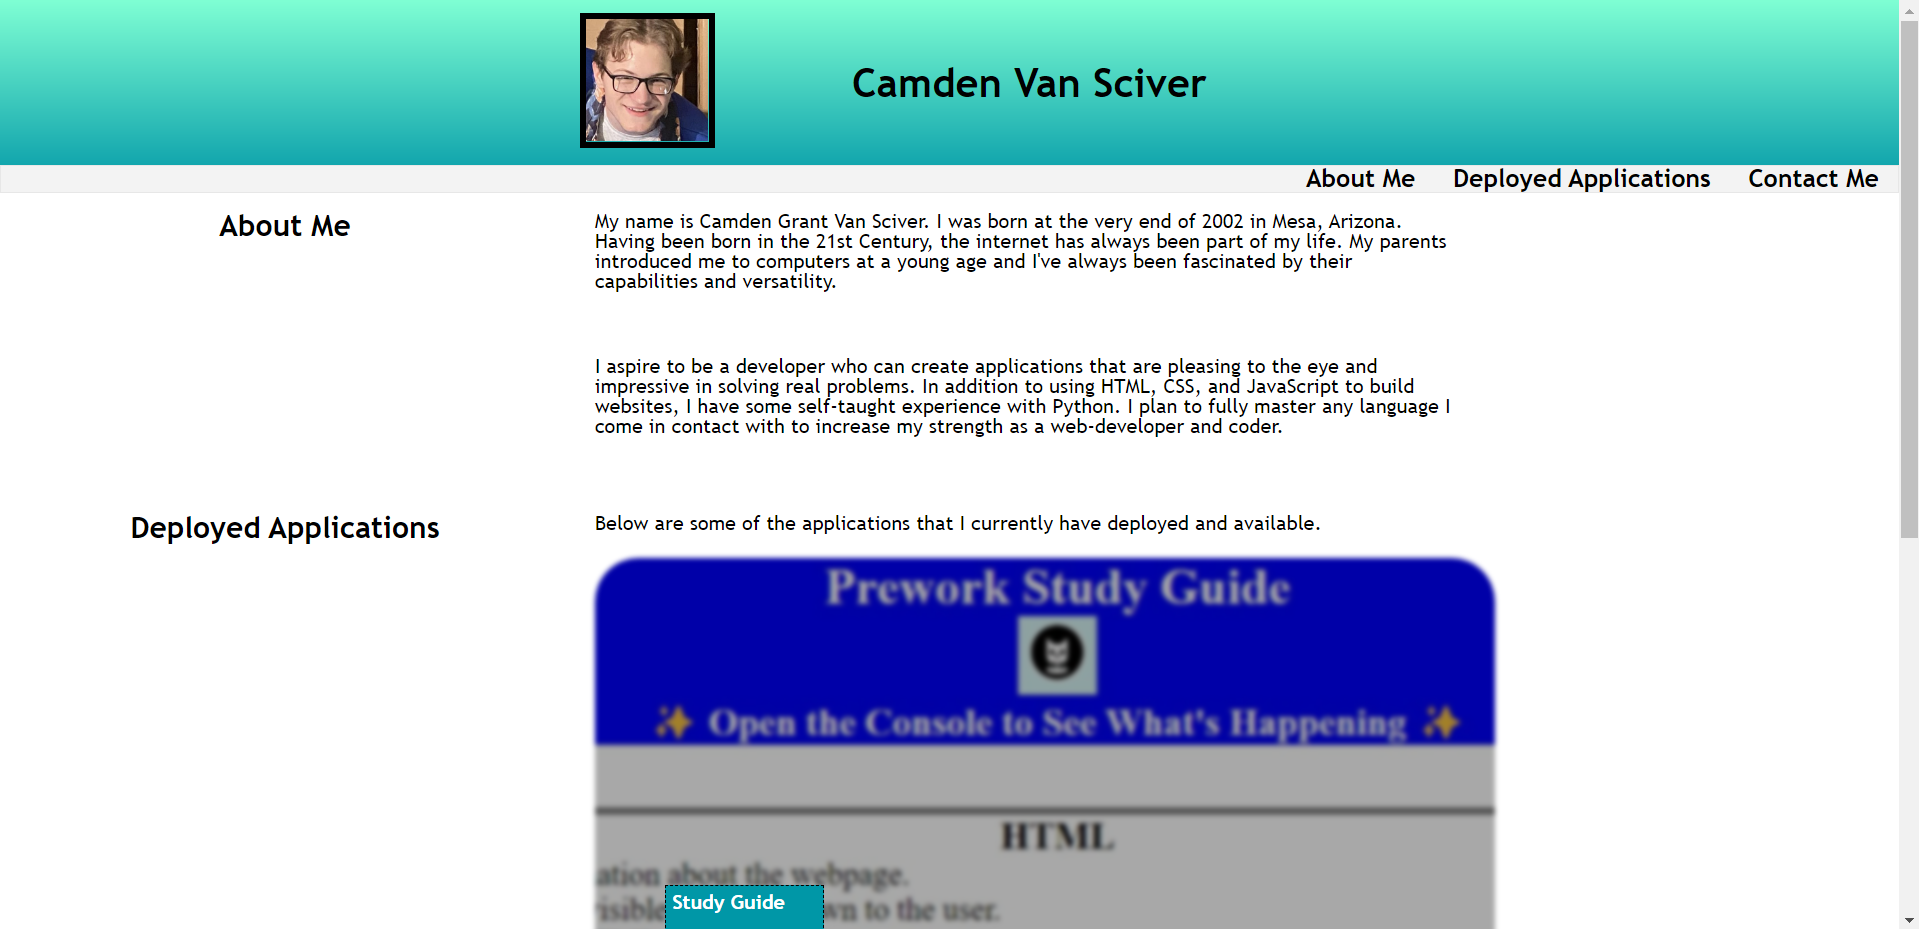 Camden Van Sciver
About Me Deployed Applications Contact Me
About Me
My name is Camden Grant Van Sciver. I was born at the very end of 2002 in Mesa, Arizona.
Having been born in the 21st Century, the internet has always been part of my life. My parents
introduced me to computers at a young age and I've always been fascinated by their
capabilities and versatility.
I aspire to be a developer who can create applications that are pleasing to the eye and
impressive in solving real problems. In addition to using HTML, CSS, and JavaScript to build
websites, I have some self-taught experience with Python. I plan to fully master any language I
come in contact with to increase my strength as a web-developer and coder.
Deployed Applications
Below are some of the applications that I currently have deployed and available.
Prework Study Guide
✨ Open the Console to See What's Happening ✨
HTML
ation about the webpage.
to the user.
Study Guide